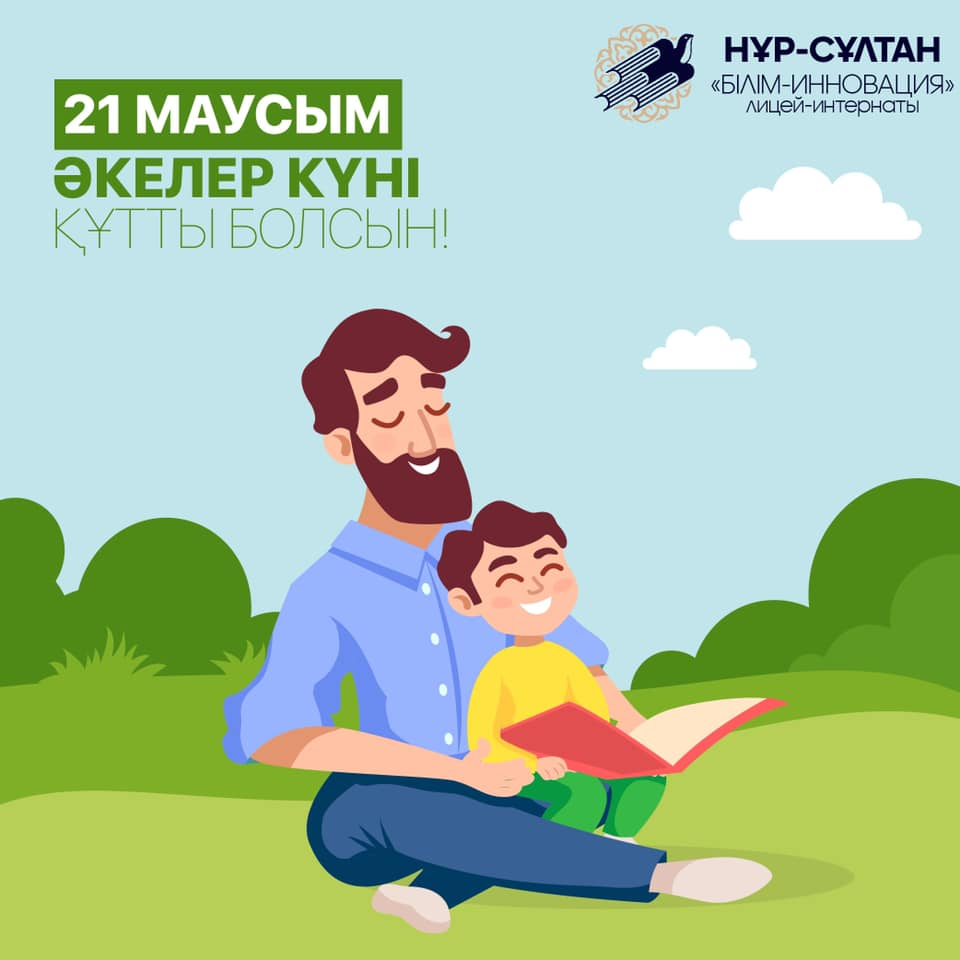 НҰР-СҰЛТАН
«БІЛІМ-ИННОВАЦИЯ»
ЛИЦЕЙ-ИНТЕРНАТЫ
21 МАУСЫМ
ӘКЕЛЕР КҮНІ
ҚҰТТЫ БОЛСЫН!